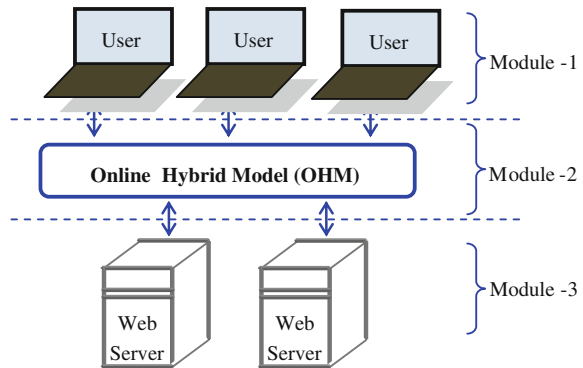 User
User
User
Module -1
Online Hybrid Model (OHM)
Module -2
Web
Server
Web
Server
Module -3